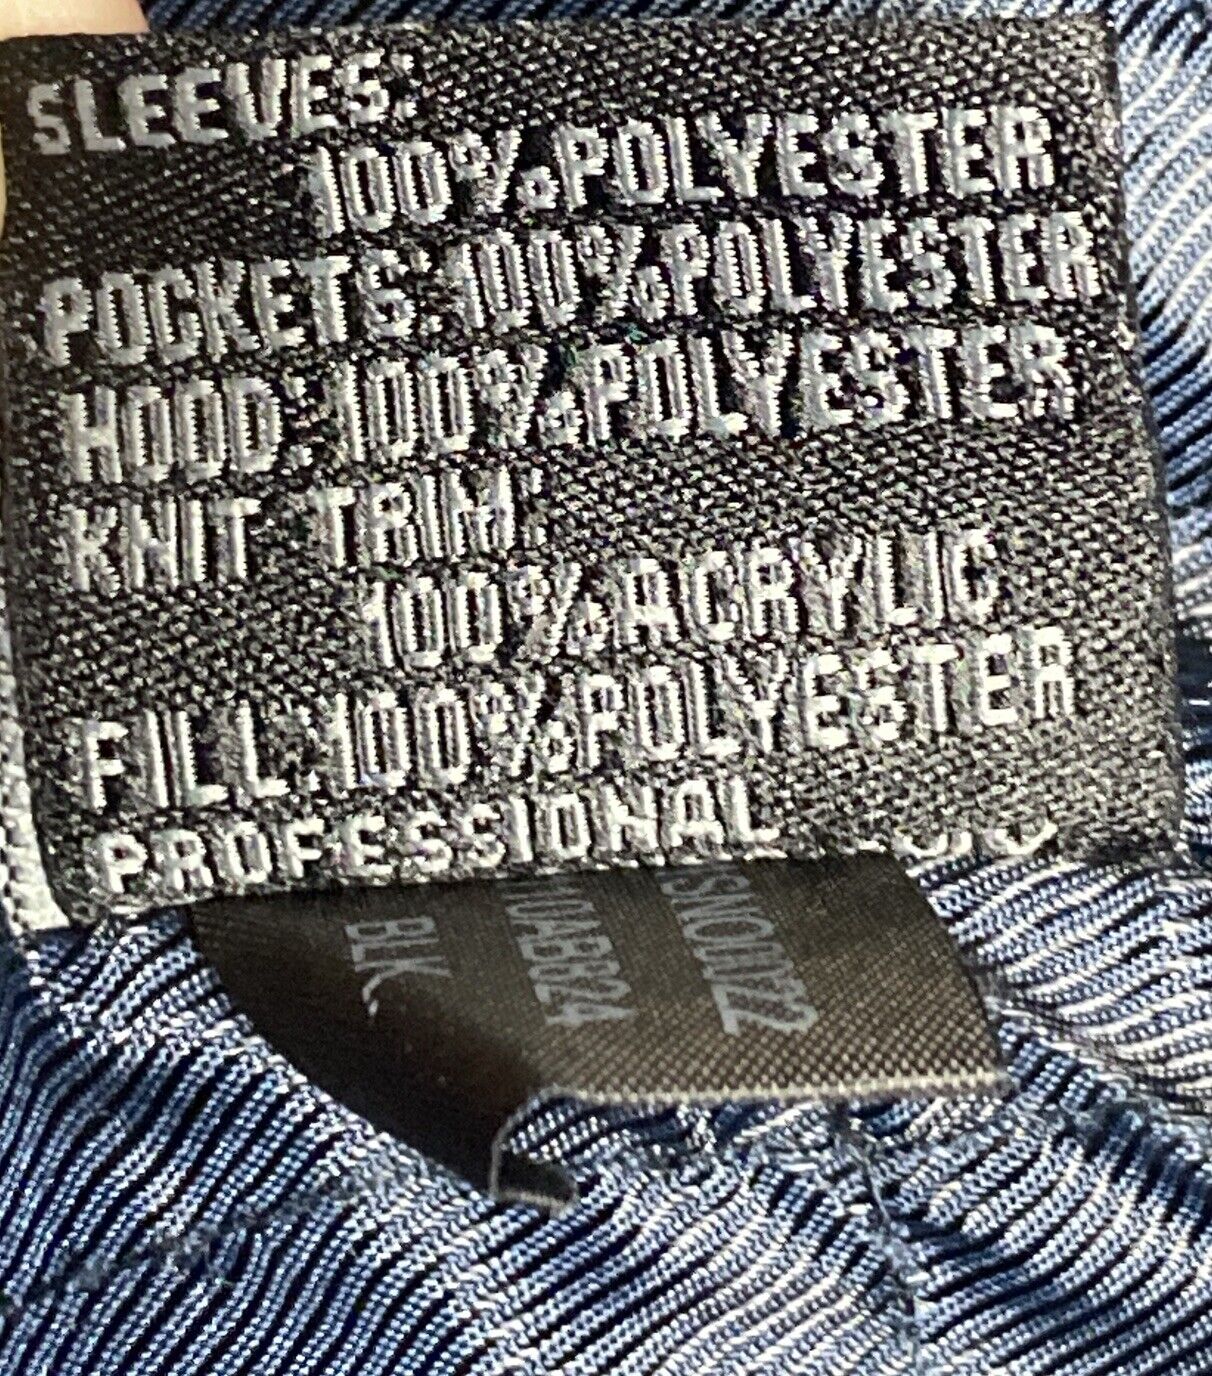 SLEEVES:
100% POLYESTER
POCKETS: 100% POLYESTER
HOOD: 100% POLYESTER
KNIT TRIM:
100% ACRYLIC
FILL: 100% POLYESTER
PROFESSIONAL
BLK.